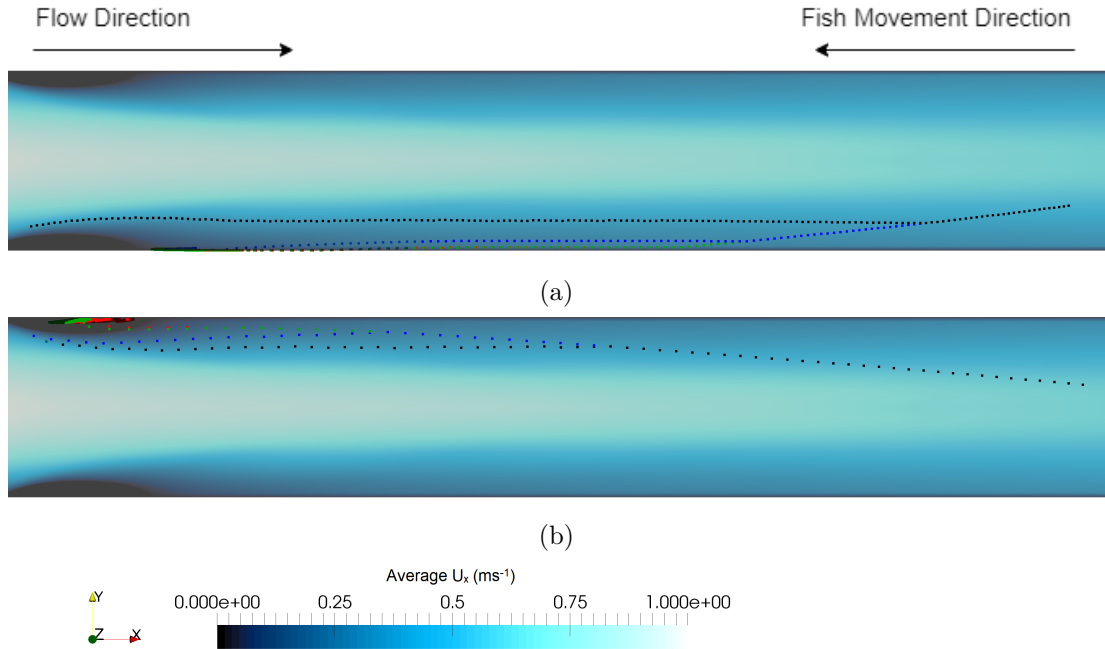 Flow Direction
Fish Movement Direction
(a)
(b)
Average Uₓ (ms⁻¹)
0.000e+00 0.25 0.5 0.75 1.000e+00
Y
Z X